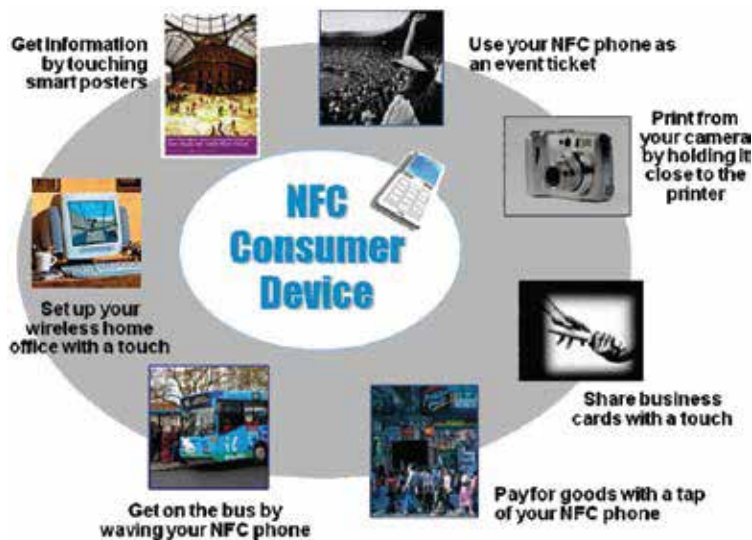 Get Information
by touching
smart posters
Use your NFC phone as
an event ticket
Print from
your camera
by holding it
close to the
printer
NFC
Consumer
Device
Set up your
wireless home
office with a touch
Share business
cards with a touch
Get on the bus by
waving your NFC phone
Payfor goods with a tap
of your NFC phone